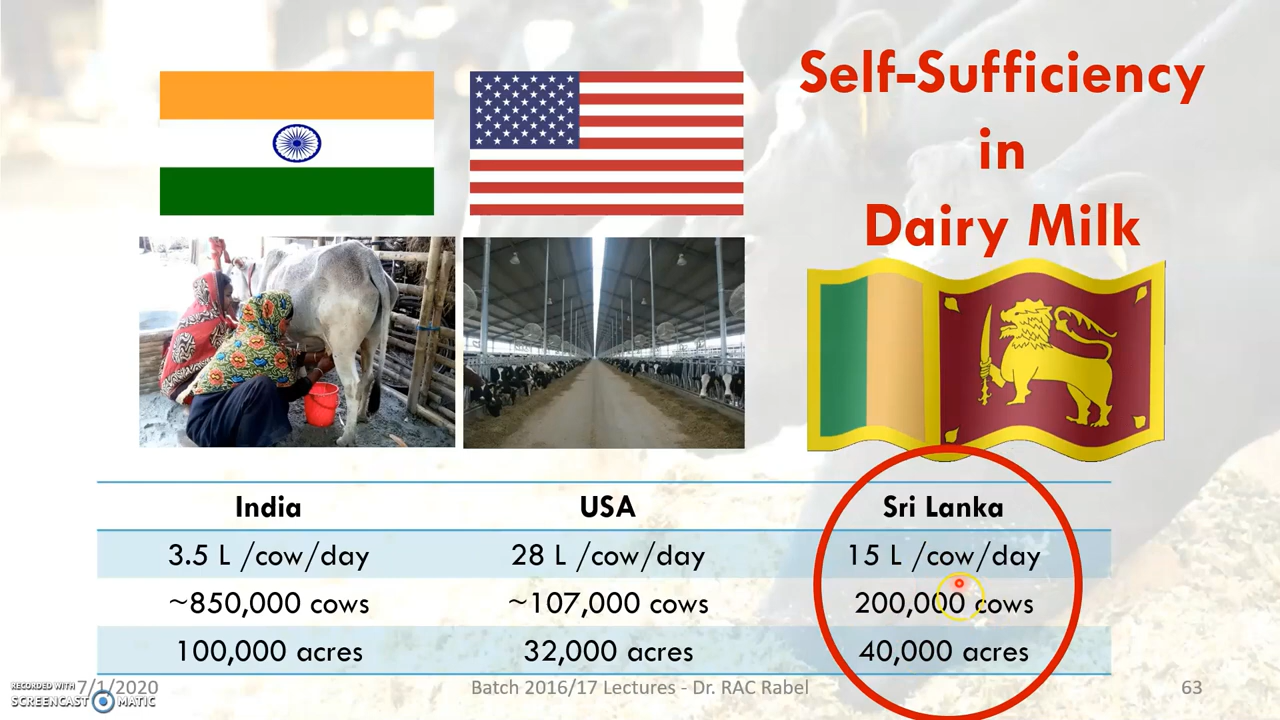 Self-Sufficiency
in
Dairy Milk
India USA Sri Lanka
3.5 L /cow/day 28 L /cow/day 15 L /cow/day
~850,000 cows ~107,000 cows 200,000 cows
100,000 acres 32,000 acres 40,000 acres
RECORDED WITH
SCREENCAST MATIC
7/1/2020 Batch 2016/17 Lectures - Dr. RAC Rabel 63